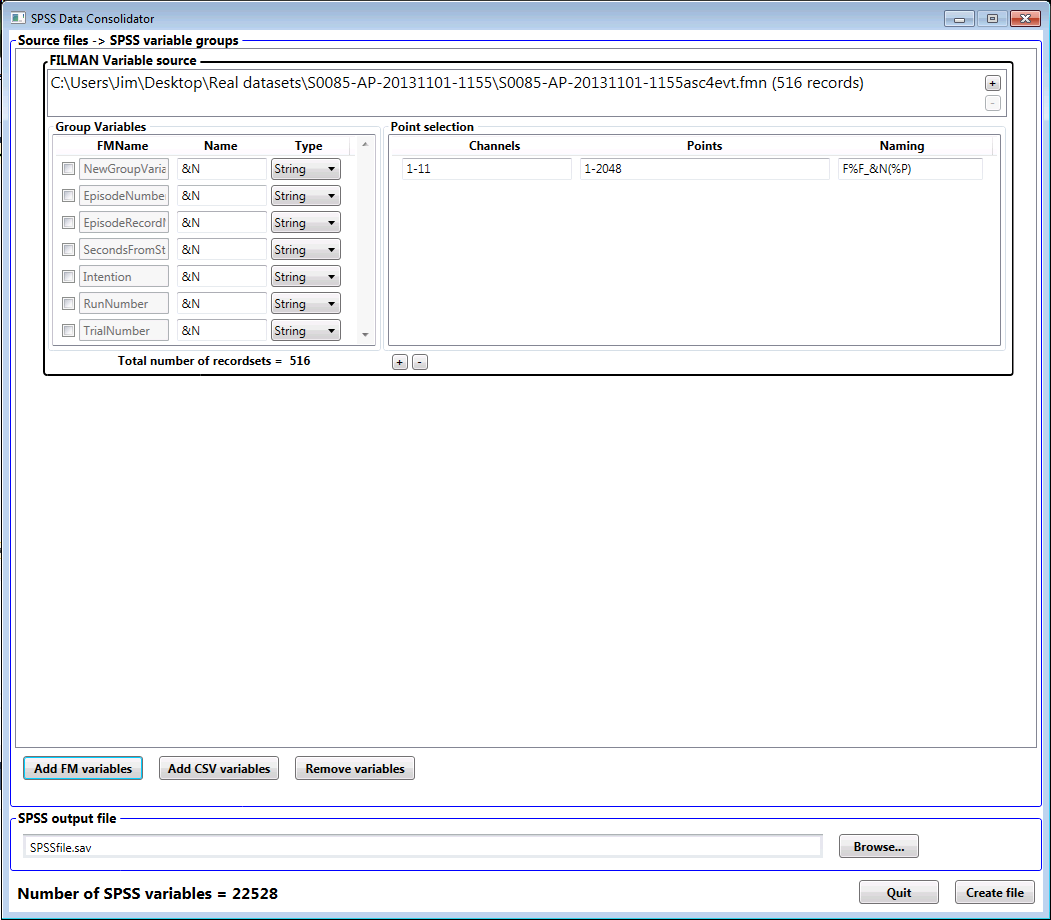 SPSS Data Consolidator
Source files -> SPSS variable groups
FILMAN Variable source
C:\Users\Jim\Desktop\Real datasets\S0085-AP-20131101-1155\S0085-AP-20131101-1155asc4evt.fmn (516 records)
+
-
Group Variables
FMName Name Type
NewGroupVaria &N String
EpisodeNumbe &N String
EpisodeRecord &N String
SecondsFromSt &N String
Intention &N String
RunNumber &N String
TrialNumber &N String
Total number of recordsets = 516
Point selection
Channels Points Naming
1-11 1-2048 F%F_&N(%P)
+ -
Add FM variables Add CSV variables Remove variables
SPSS output file
SPSSfile.sav Browse...
Number of SPSS variables = 22528 Quit Create file